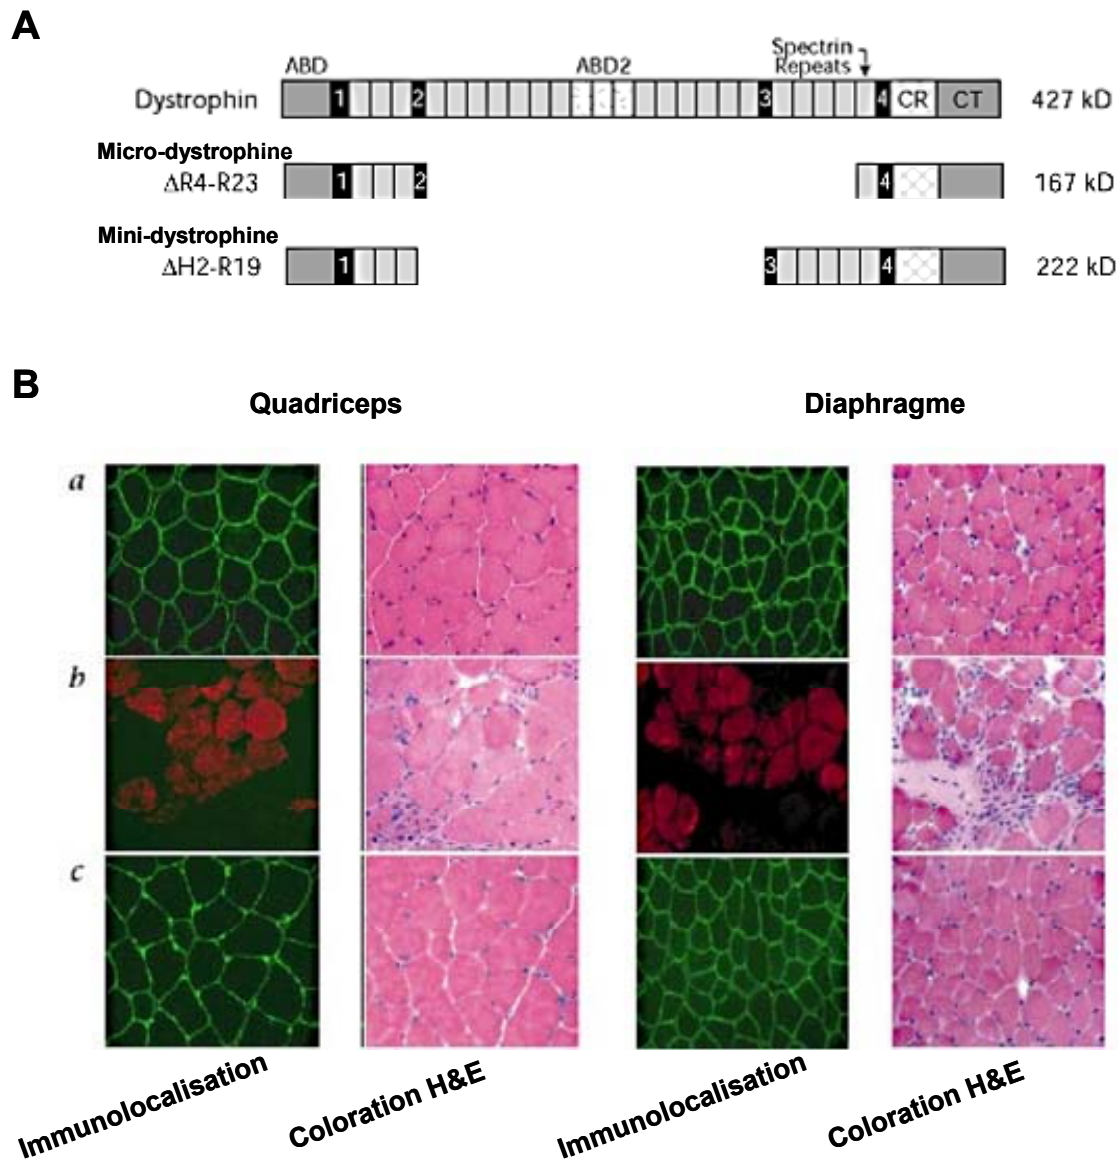 A
Spectrin
ABD ABD2 Repeats
Dystrophin 1 2 3 4 CR CT 427 kD
Micro-dystrophine
ΔR4-R23 1 2 4 167 kD
Mini-dystrophine
ΔH2-R19 1 3 4 222 kD
B
Quadriceps Diaphragme
a
b
c
Immunolocalisation Coloration H&E Immunolocalisation Coloration H&E